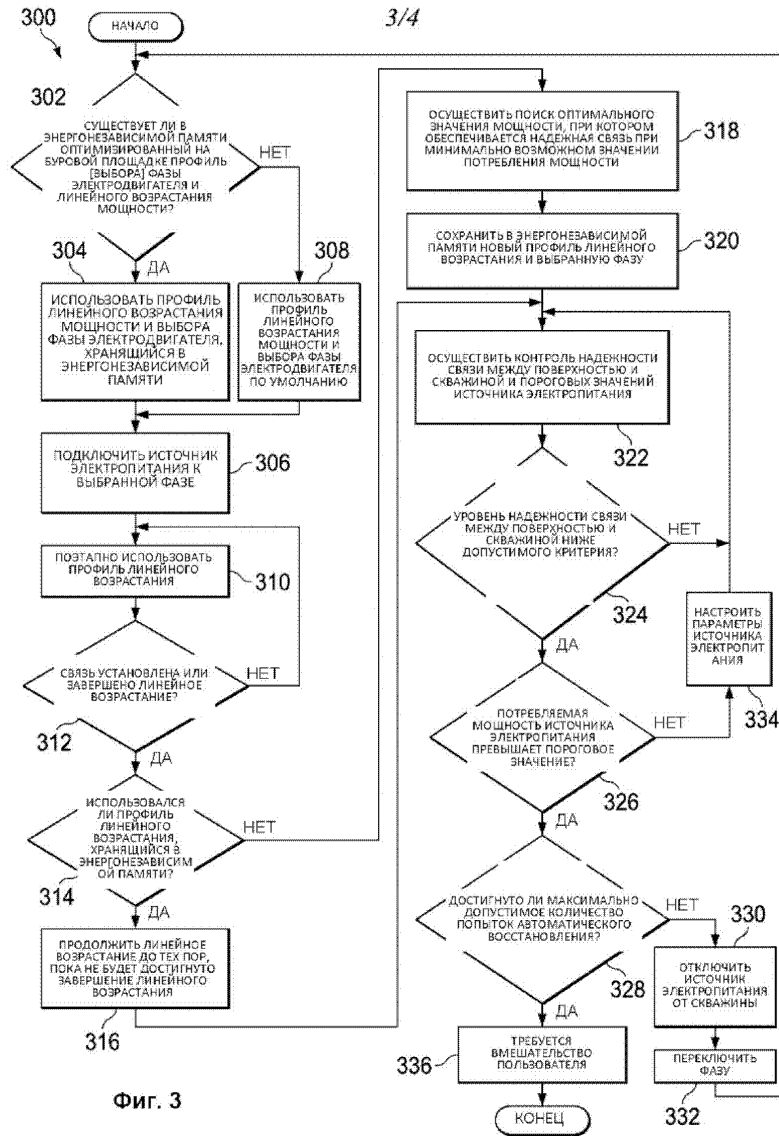 3/4
300
НАЧАЛО
302
СУЩЕСТВУЕТ ЛИ В
ЭНЕРГОНЕЗАВИСИМОЙ ПАМЯТИ
ОПТИМИЗИРОВАННЫЙ НА
БУРОВОЙ ПЛОЩАДКЕ ПРОФИЛЬ
[ВЫБОРА] ФАЗЫ
ЭЛЕКТРОДВИГАТЕЛЯ И
ЛИНЕЙНОГО ВОЗРАСТАНИЯ
МОЩНОСТИ?
НЕТ
ДА
304
ИСПОЛЬЗОВАТЬ ПРОФИЛЬ
ЛИНЕЙНОГО ВОЗРАСТАНИЯ
МОЩНОСТИ И ВЫБОРА
ФАЗЫ ЭЛЕКТРОДВИГАТЕЛЯ,
ХРАНЯЩИЙСЯ В
ЭНЕРГОНЕЗАВИСИМОЙ
ПАМЯТИ
308
ИСПОЛЬЗОВАТЬ
ПРОФИЛЬ
ЛИНЕЙНОГО
ВОЗРАСТАНИЯ
МОЩНОСТИ
И ВЫБОРА ФАЗЫ
ЭЛЕКТРОДВИГАТЕЛЯ
ПО УМОЛЧАНИЮ
ПОДКЛЮЧИТЬ ИСТОЧНИК
ЭЛЕКТРОПИТАНИЯ К
ВЫБРАННОЙ ФАЗЕ
306
ПОЭТАПНО ИСПОЛЬЗОВАТЬ
ПРОФИЛЬ ЛИНЕЙНОГО
ВОЗРАСТАНИЯ
310
СВЯЗЬ УСТАНОВЛЕНА ИЛИ
ЗАВЕРШЕНО ЛИНЕЙНОЕ
ВОЗРАСТАНИЕ?
НЕТ
312
ДА
ИСПОЛЬЗОВАЛСЯ
ЛИ ПРОФИЛЬ
ЛИНЕЙНОГО
ВОЗРАСТАНИЯ,
ХРАНЯЩИЙСЯ В
ЭНЕРГОНЕЗАВИСИМ
ОЙ ПАМЯТИ?
НЕТ
314
ДА
ПРОДОЛЖИТЬ ЛИНЕЙНОЕ
ВОЗРАСТАНИЕ ДО ТЕХ ПОР,
ПОКА НЕ БУДЕТ ДОСТИГНУТО
ЗАВЕРШЕНИЕ ЛИНЕЙНОГО
ВОЗРАСТАНИЯ
316
ОСУЩЕСТВИТЬ ПОИСК ОПТИМАЛЬНОГО
ЗНАЧЕНИЯ МОЩНОСТИ, ПРИ КОТОРОМ
ОБЕСПЕЧИВАЕТСЯ НАДЕЖНАЯ СВЯЗЬ ПРИ
МИНИМАЛЬНО ВОЗМОЖНОМ ЗНАЧЕНИИ
ПОТРЕБЛЕНИЯ МОЩНОСТИ
318
СОХРАНИТЬ В ЭНЕРГОНЕЗАВИСИМОЙ
ПАМЯТИ НОВЫЙ ПРОФИЛЬ ЛИНЕЙНОГО
ВОЗРАСТАНИЯ И ВЫБРАННУЮ ФАЗУ
320
ОСУЩЕСТВИТЬ КОНТРОЛЬ НАДЕЖНОСТИ
СВЯЗИ МЕЖДУ ПОВЕРХНОСТЬЮ И
СКВАЖИНОЙ И ПОРОГОВЫХ ЗНАЧЕНИЙ
ИСТОЧНИКА ЭЛЕКТРОПИТАНИЯ
322
УРОВЕНЬ НАДЕЖНОСТИ СВЯЗИ
МЕЖДУ ПОВЕРХНОСТЬЮ И
СКВАЖИНОЙ НИЖЕ
ДОПУСТИМОГО КРИТЕРИЯ?
НЕТ
324
ДА
НАСТРОИТЬ
ПАРАМЕТРЫ
ИСТОЧНИКА
ЭЛЕКТРОПИТ
АНИЯ
334
ПОТРЕБЛЯЕМАЯ
МОЩНОСТЬ ИСТОЧНИКА
ЭЛЕКТРОПИТАНИЯ
ПРЕВЫШАЕТ ПОРОГОВОЕ
ЗНАЧЕНИЕ?
НЕТ
326
ДА
ДОСТИГНУТО ЛИ МАКСИМАЛЬНО
ДОПУСТИМОЕ КОЛИЧЕСТВО
ПОПЫТОК АВТОМАТИЧЕСКОГО
ВОССТАНОВЛЕНИЯ?
НЕТ
328
ДА
330
ОТКЛЮЧИТЬ
ИСТОЧНИК
ЭЛЕКТРОПИТАНИЯ
ОТ СКВАЖИНЫ
ПЕРЕКЛЮЧИТЬ
ФАЗУ
332
336
ТРЕБУЕТСЯ
ВМЕШАТЕЛЬСТВО
ПОЛЬЗОВАТЕЛЯ
КОНЕЦ
Фиг. 3